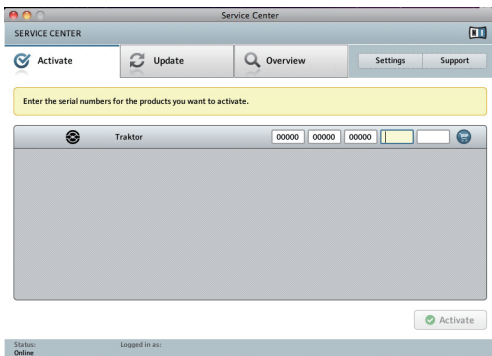 Service Center
SERVICE CENTER
Activate Update Overview Settings Support
Enter the serial numbers for the products you want to activate.
Traktor 00000 00000 00000
Activate
Status: Logged in as:
Online